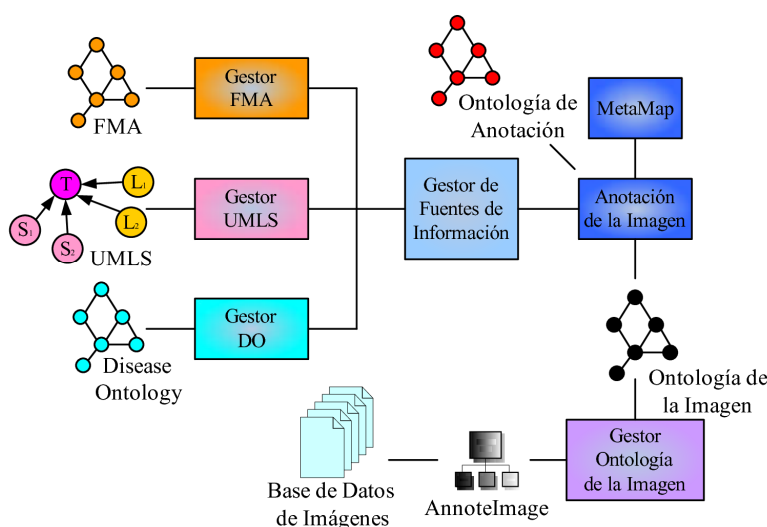 Gestor
FMA
FMA
Ontología de
Anotación
MetaMap
T
L1
L2
S1
S2
UMLS
Gestor
UMLS
Gestor de
Fuentes de
Información
Anotación
de la Imagen
Gestor
DO
Disease
Ontology
Ontología de
la Imagen
Gestor
Ontología
de la Imagen
Base de Datos
de Imágenes
AnnoteImage